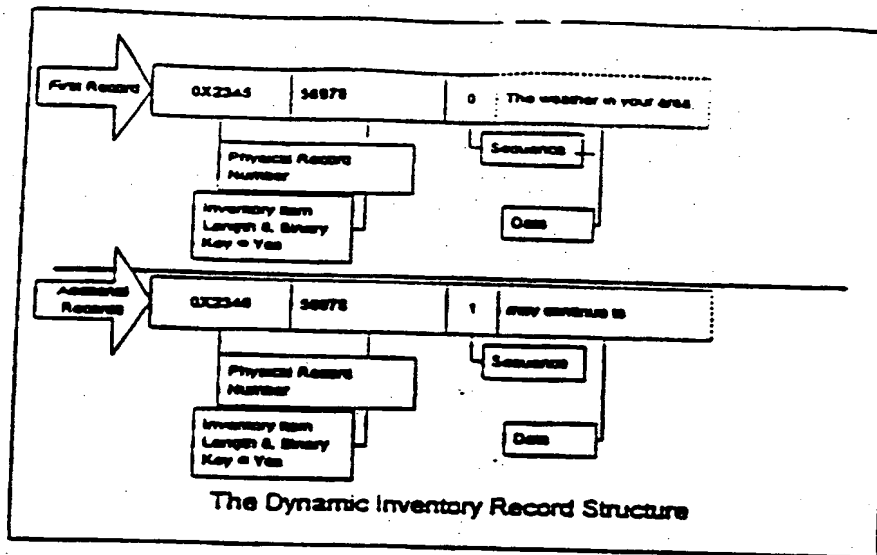 First Record
0X2345 56978 0 The weather in your area.
Physical Record
Number
Sequence
Inventory Item
Length & Binary
Key = Yes
Data
Additional
Records
0X2346 56978 1 may continue to
Physical Record
Number
Sequence
Inventory Item
Length & Binary
Key = Yes
Data
The Dynamic Inventory Record Structure